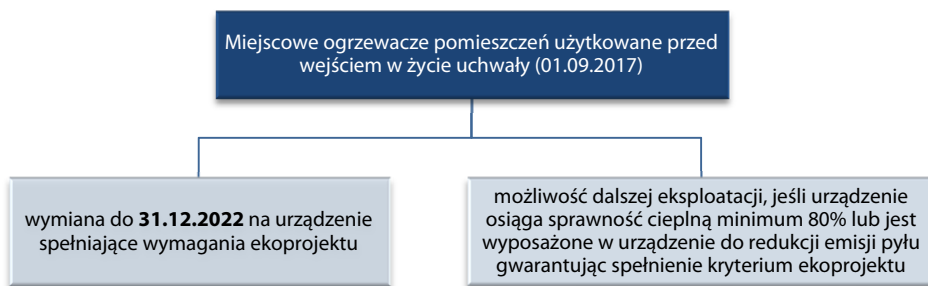 Miejscowe ogrzewacze pomieszczeń użytkowane przed
wejściem w życie uchwały (01.09.2017)
wymiana do 31.12.2022 na urządzenie
spełniające wymagania ekoprojektu
możliwość dalszej eksploatacji, jeśli urządzenie
osiąga sprawność cieplną minimum 80% lub jest
wyposażone w urządzenie do redukcji emisji pyłu
gwarantując spełnienie kryterium ekoprojektu